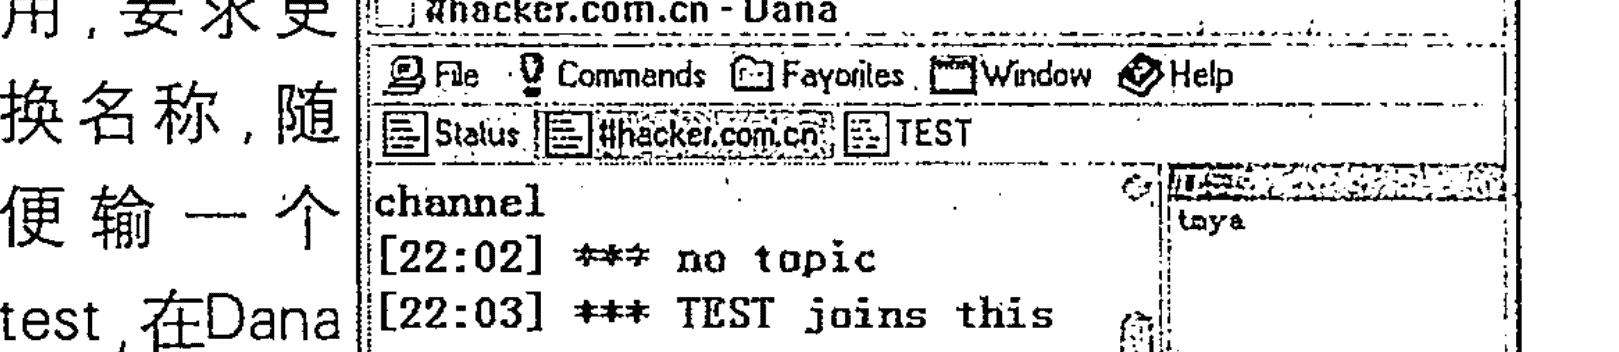 用，要求更
换名称，随
便输一个
test，在Dana
#hacker.com.cn - Dana
File Commands Favorites Window Help
Status #hacker.com.cn TEST
channel
[22:02] *** no topic
[22:03] *** TEST joins this
toya